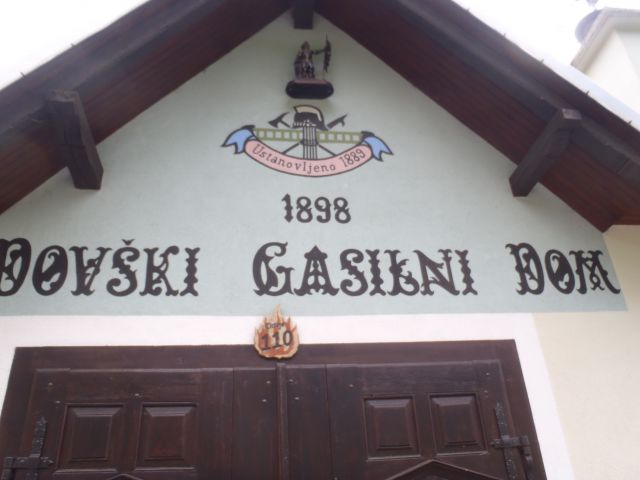 Ustanovljeno 1889
1898
DOVŠKI GASILNI DOM
110